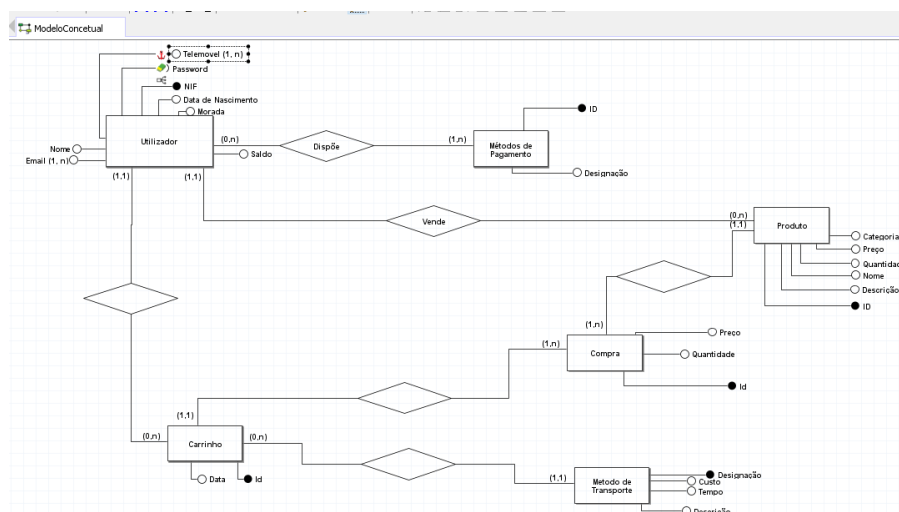 ModeloConcetual
Telemovel (1, n)
Password
NIF
Data de Nascimento
Morada
ID
Nome
Email (1, n)
Utilizador
(0,n)
Saldo
Dispõe
(1,n)
Métodos de
Pagamento
Designação
(1,1)
(1,1)
Vende
(0,n)
(1,1)
Produto
Categoria
Preço
Quantidad
Nome
Descrição
ID
(1,n)
Preço
(1,n)
Compra
Quantidade
Id
(1,1)
(0,n)
Carrinho
(0,n)
Data
Id
(1,1)
Metodo de
Transporte
Designação
Custo
Tempo
Descrição